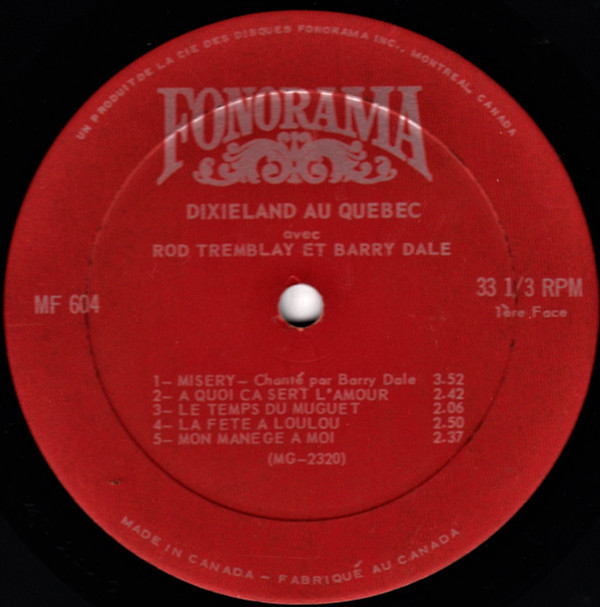 UN PRODUIT DE LA CIE DES DISQUES FONORAMA INC., MONTREAL, CANADA
FONORAMA
DIXIELAND AU QUEBEC
avec
ROD TREMBLAY ET BARRY DALE
MF 604
33 1/3 RPM
1ère Face
1– MISERY – Chanté par Barry Dale 3.52
2– A QUOI CA SERT L"AMOUR 2.42
3– LE TEMPS DU MUGUET 2.06
4– LA FETE A LOULOU 2.50
5– MON MANEGE A MOI 2.37
(MG–2320)
MADE IN CANADA – FABRIQUÉ AU CANADA